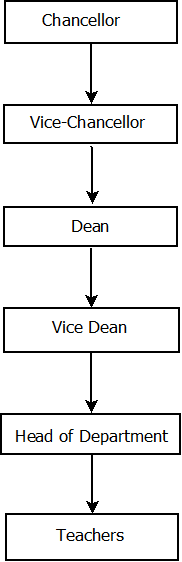 Chancellor
Vice-Chancellor
Dean
Vice Dean
Head of Department
Teachers